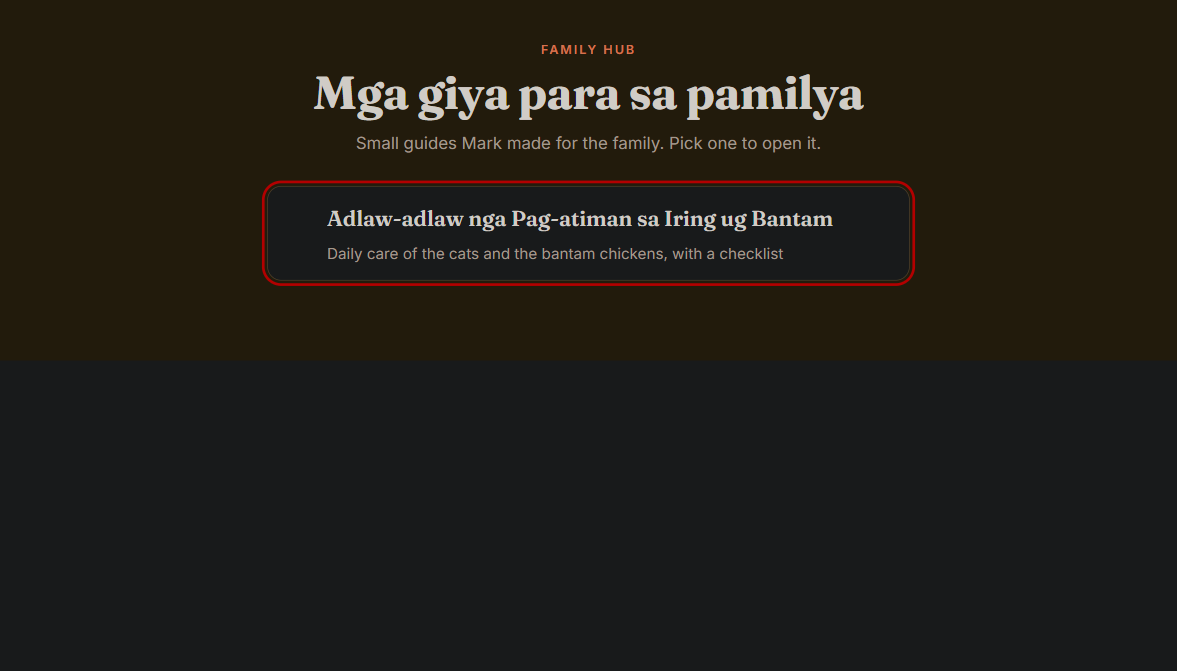 FAMILY HUB
Mga giya para sa pamilya
Small guides Mark made for the family. Pick one to open it.
Adlaw-adlaw nga Pag-atiman sa Iring ug Bantam
Daily care of the cats and the bantam chickens, with a checklist